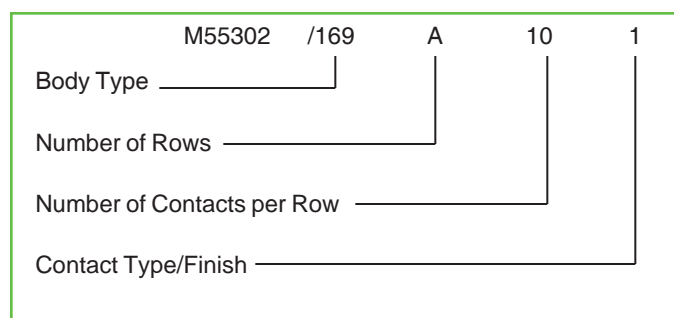 M55302 /169 A 10 1
Body Type
Number of Rows
Number of Contacts per Row
Contact Type/Finish